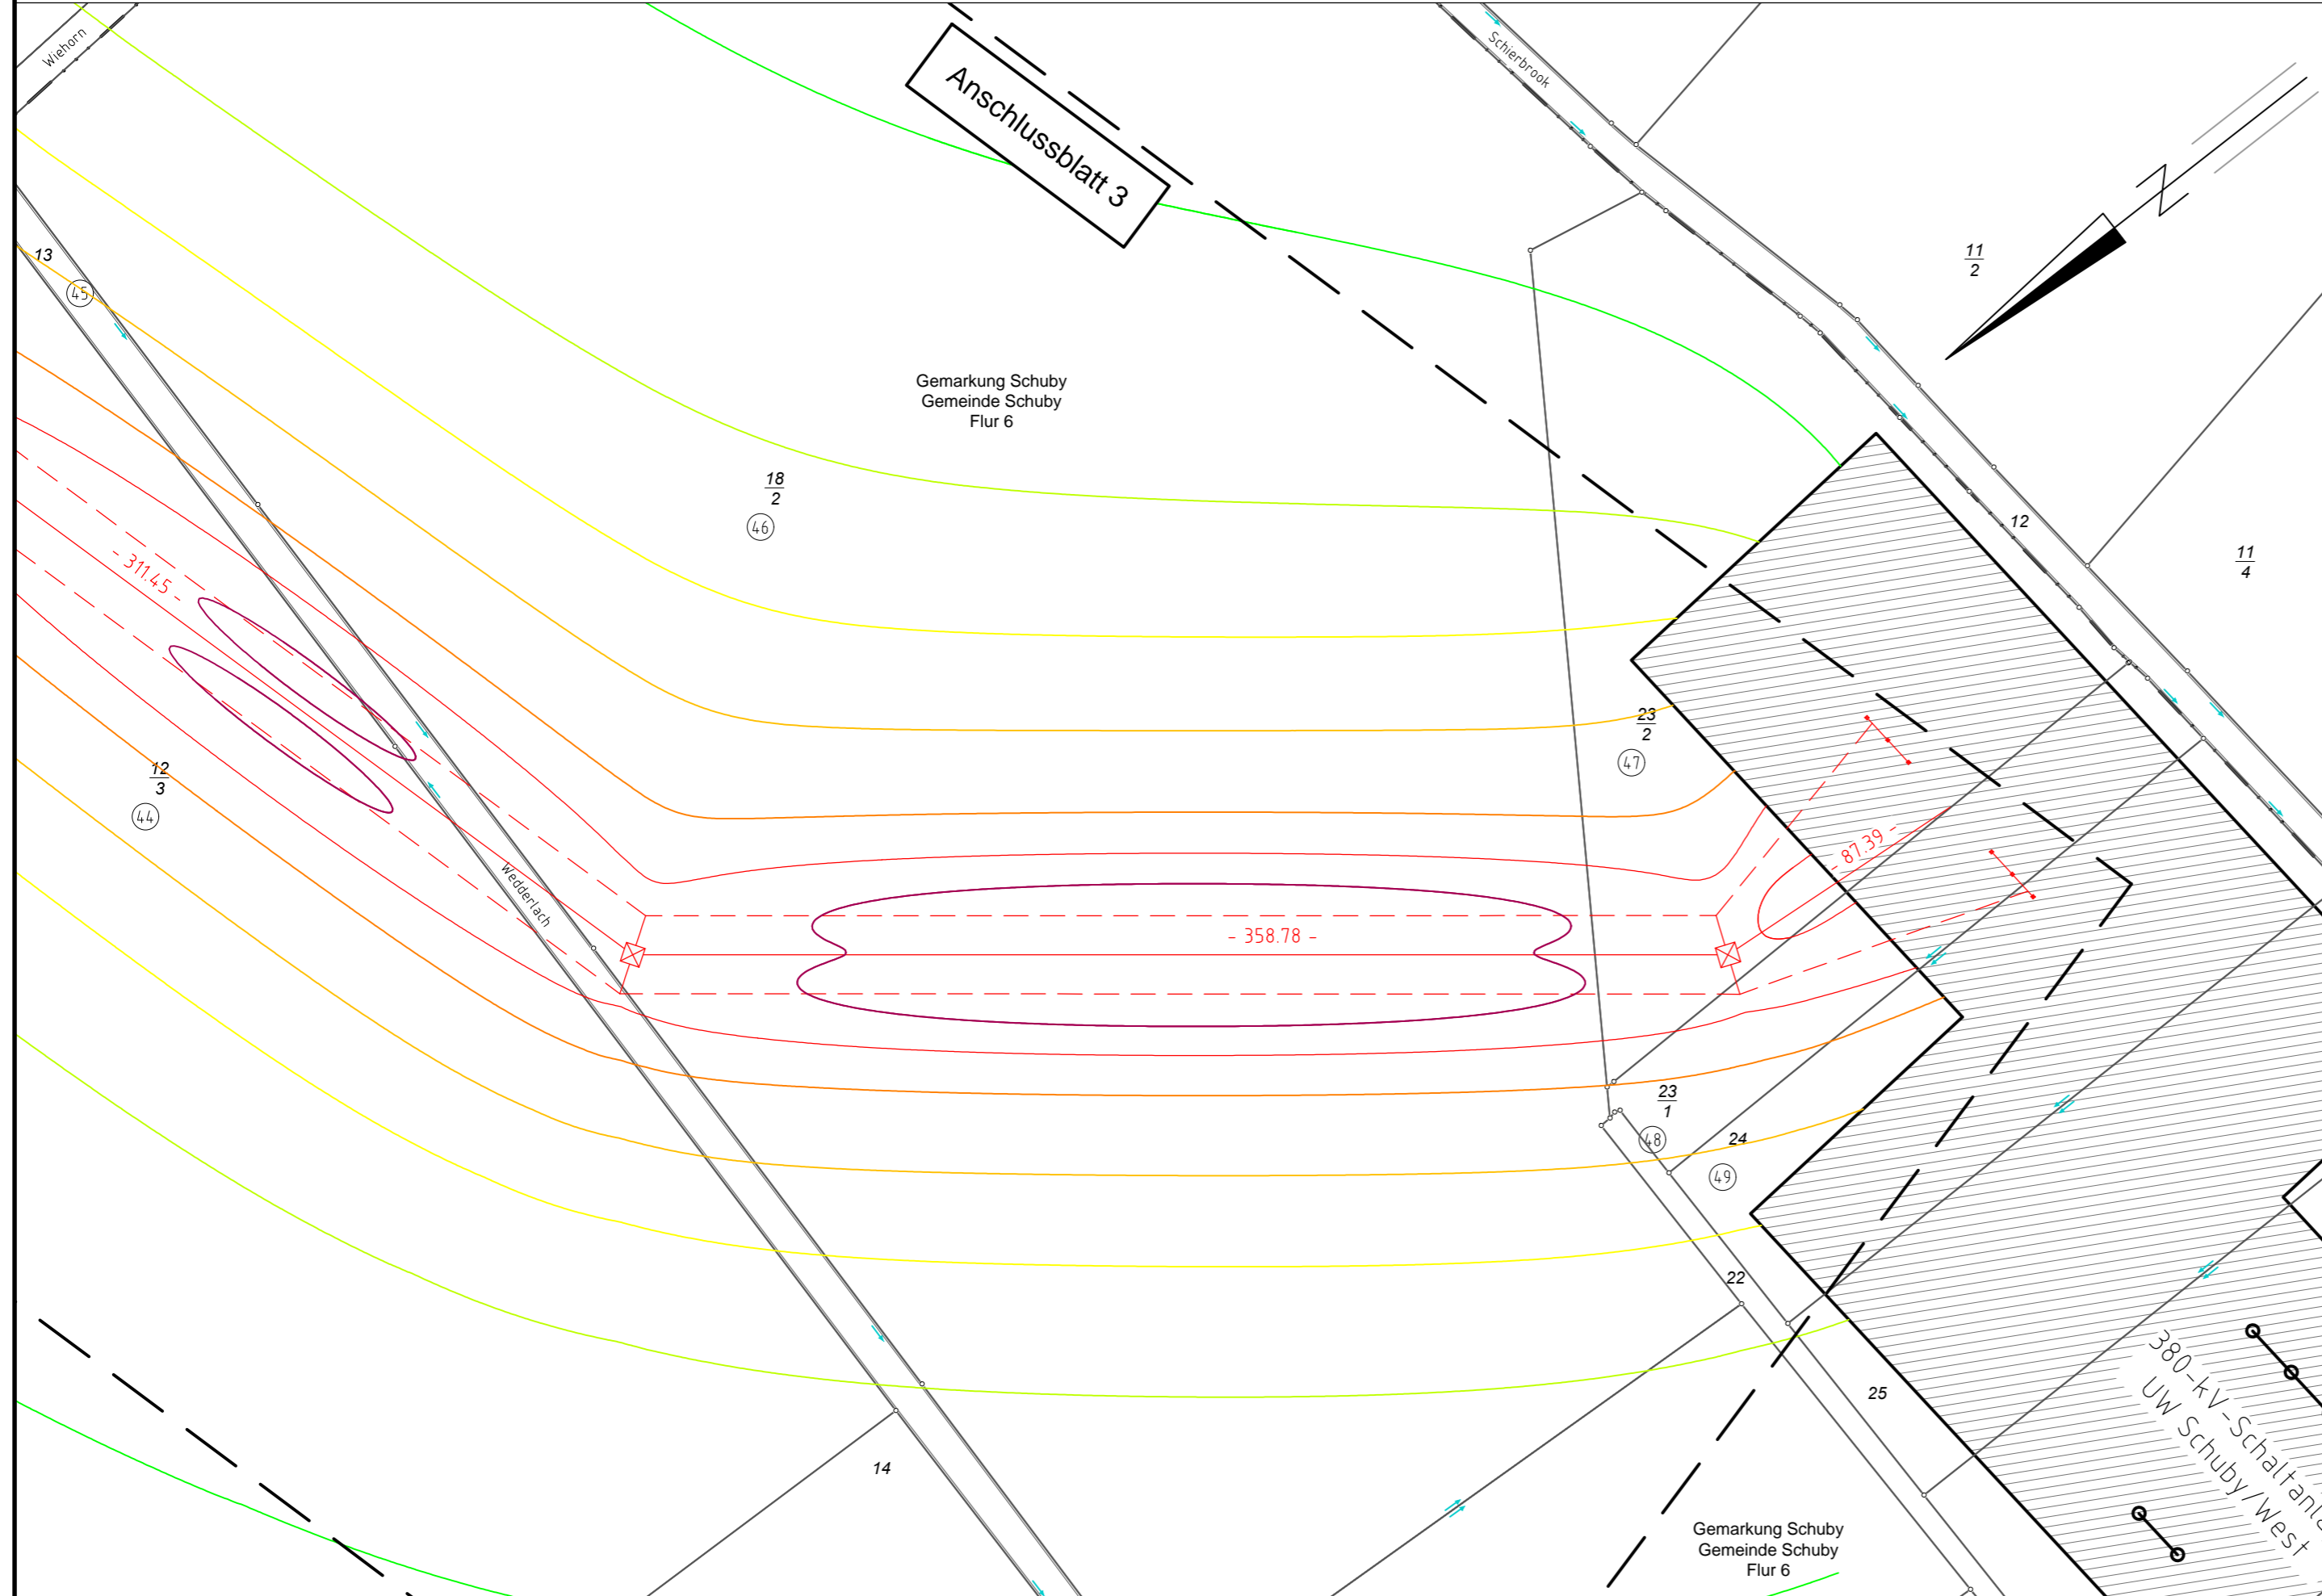 Wiehorn
Schierbrook
Anschlussblatt 3
13
45
11
2
Gemarkung Schuby
Gemeinde Schuby
Flur 6
18
2
46
12
11
4
- 311.45 -
23
2
47
12
3
44
- 87.39 -
Wedderlach
- 358.78 -
23
1
48
24
49
22
25
380-kV-Schaltanla
UW Schuby/West
14
Gemarkung Schuby
Gemeinde Schuby
Flur 6